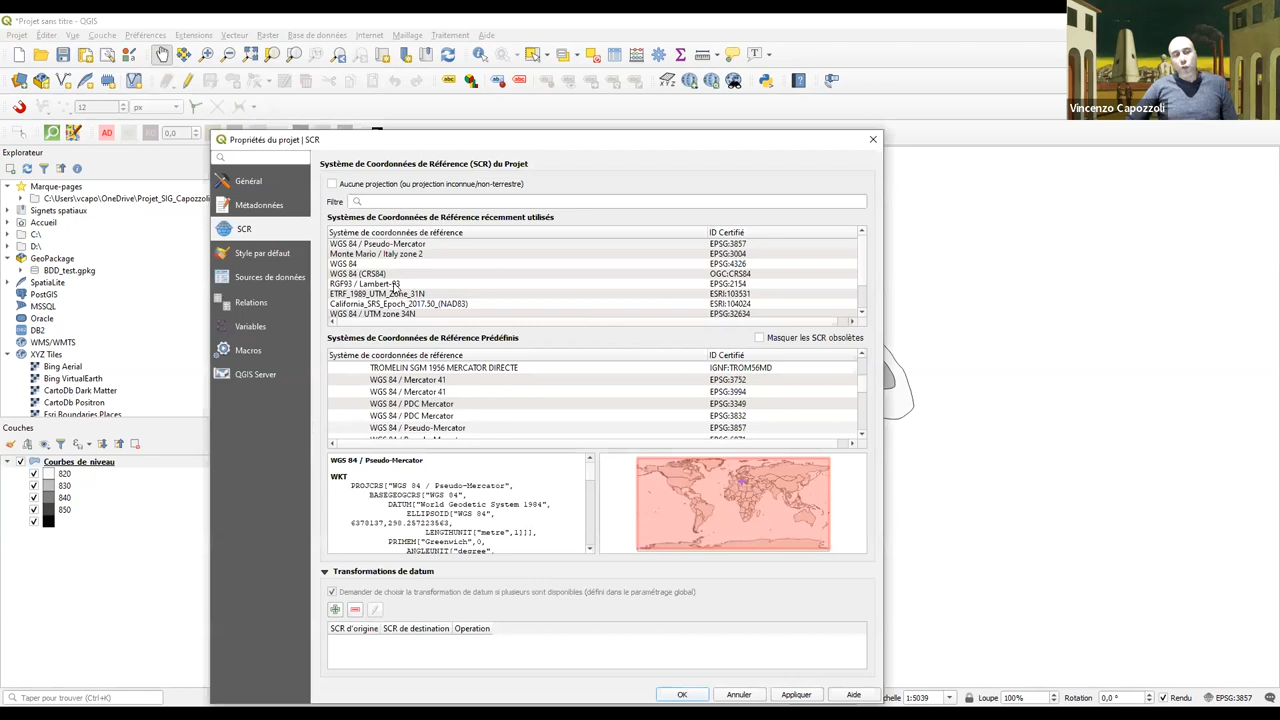 *Projet sans titre - QGIS
Projet Éditer Vue Couche Préférences Extensions Vecteur Raster Base de données Internet Maillage Traitement Aide
Vincenzo Capozzoli
12 px
0,0
Explorateur
Marque-pages
C:\Users\vcapo\OneDrive\Projet_SIG_Capozzoli
Signets spatiaux
Accueil
C:\
D:\
GeoPackage
BDD_test.gpkg
SpatiaLite
PostGIS
MSSQL
Oracle
DB2
WMS/WMTS
XYZ Tiles
Bing Aerial
Bing VirtualEarth
CartoDb Dark Matter
CartoDb Positron
Esri Boundaries Places
Couches
Courbes de niveau
820
830
840
850
Propriétés du projet | SCR
Général
Métadonnées
SCR
Style par défaut
Sources de données
Relations
Variables
Macros
QGIS Server
Système de Coordonnées de Référence (SCR) du Projet
Aucune projection (ou projection inconnue/non-terrestre)
Filtre
Systèmes de Coordonnées de Référence récemment utilisés
Système de coordonnées de référence ID Certifié
WGS 84 / Pseudo-Mercator EPSG:3857
Monte Mario / Italy zone 2 EPSG:3004
WGS 84 EPSG:4326
WGS 84 (CRS84) OGC:CRS84
RGF93 / Lambert-93 EPSG:2154
ETRF_1989_UTM_Zone_31N ESRI:103531
California_SRS_Epoch_2017.50_(NAD83) ESRI:104024
WGS 84 / UTM zone 34N EPSG:32634
Systèmes de Coordonnées de Référence Prédéfinis
Masquer les SCR obsolètes
Système de coordonnées de référence ID Certifié
TROMELIN SGM 1956 MERCATOR DIRECTE IGNF:TROM56MD
WGS 84 / Mercator 41 EPSG:3752
WGS 84 / Mercator 41 EPSG:3994
WGS 84 / PDC Mercator EPSG:3349
WGS 84 / PDC Mercator EPSG:3832
WGS 84 / Pseudo-Mercator EPSG:3857
WGS 84 / Pseudo-Mercator
WKT
PROJCRS["WGS 84 / Pseudo-Mercator",
BASEGEOGCRS["WGS 84",
DATUM["World Geodetic System 1984",
ELLIPSOID["WGS 84",
6378137,298.257223563,
LENGTHUNIT["metre",1]]],
PRIMEM["Greenwich",0,
ANGLEUNIT["degree",
Transformations de datum
Demander de choisir la transformation de datum si plusieurs sont disponibles (défini dans le paramétrage global)
SCR d'origine SCR de destination Operation
OK Annuler Appliquer Aide
Taper pour trouver (Ctrl+K)
chelle 1:5039 Loupe 100% Rotation 0,0 ° Rendu EPSG:3857